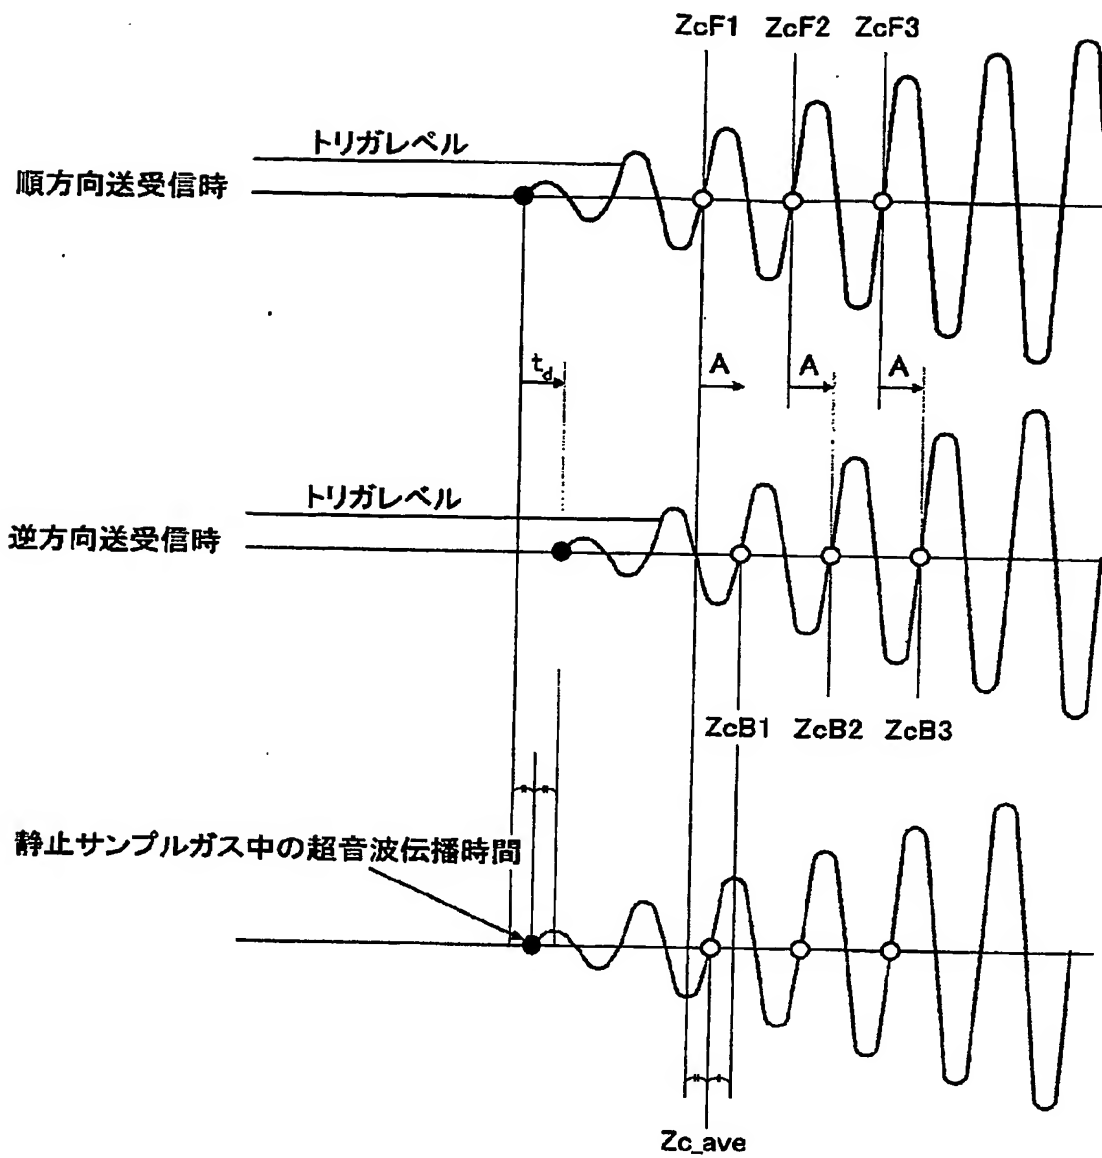 ZcF1 ZcF2 ZcF3
トリガレベル
順方向送受信時
td A A A
トリガレベル
逆方向送受信時
ZcB1 ZcB2 ZcB3
静止サンプルガス中の超音波伝播時間
Zc_ave